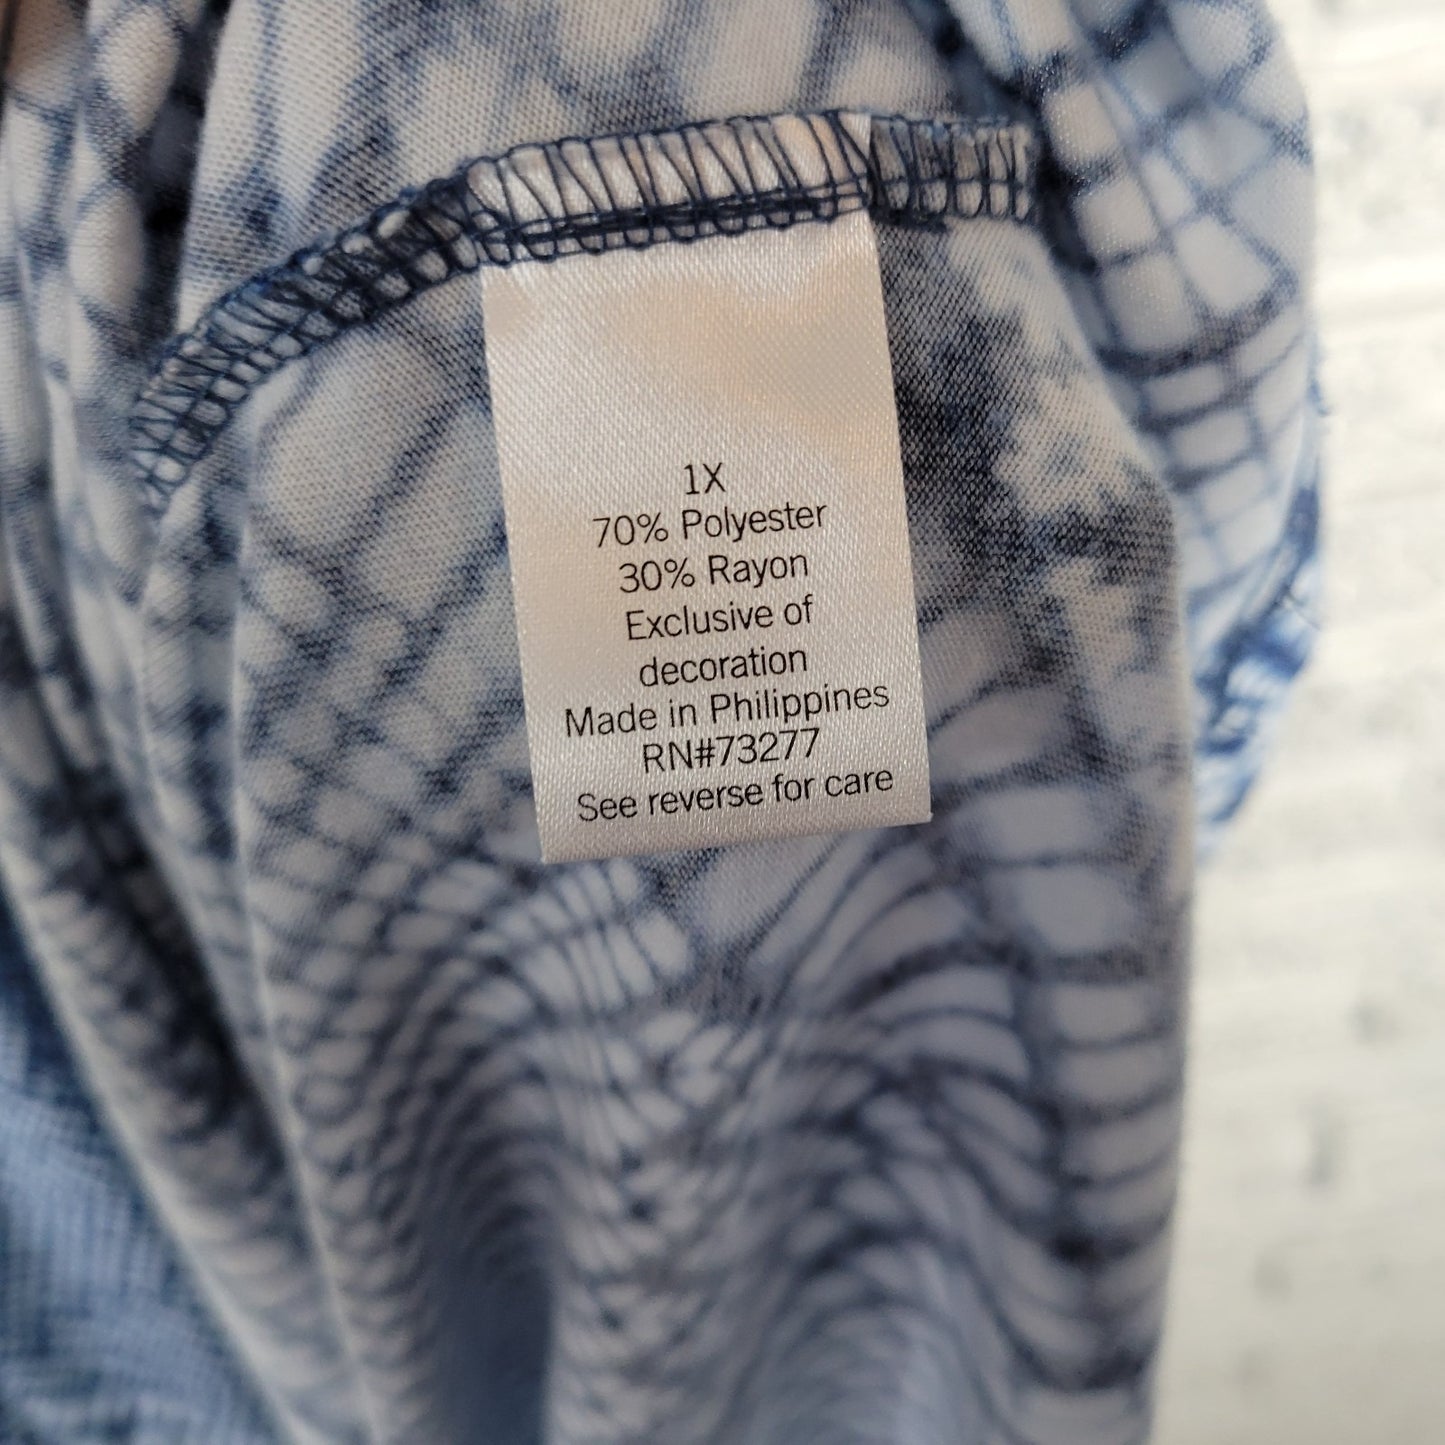 1X
70% Polyester
30% Rayon
Exclusive of
decoration
Made in Philippines
RN#73277
See reverse for care